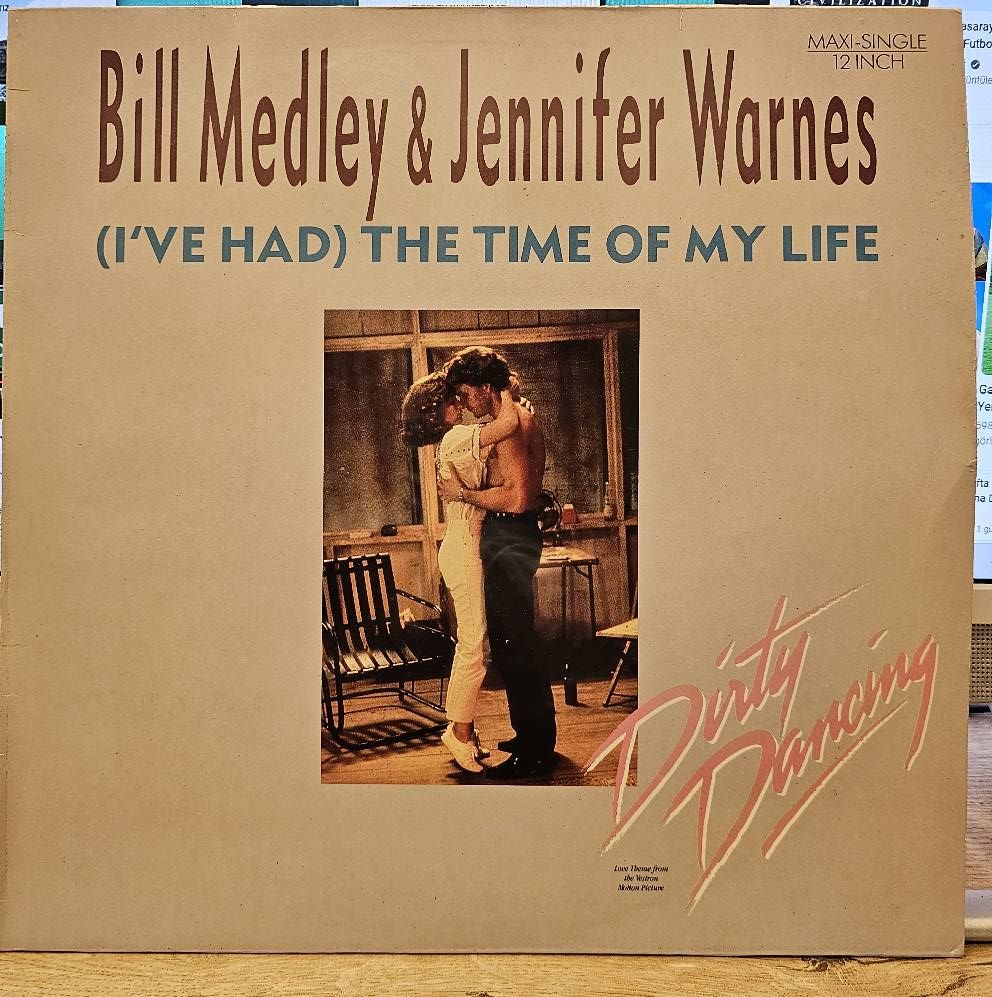 CIVILIZATION
MAXI-SINGLE
12 INCH
Bill Medley & Jennifer Warnes
(I'VE HAD) THE TIME OF MY LIFE
Dirty
Dancing
Love Theme from
the Vestron
Motion Picture